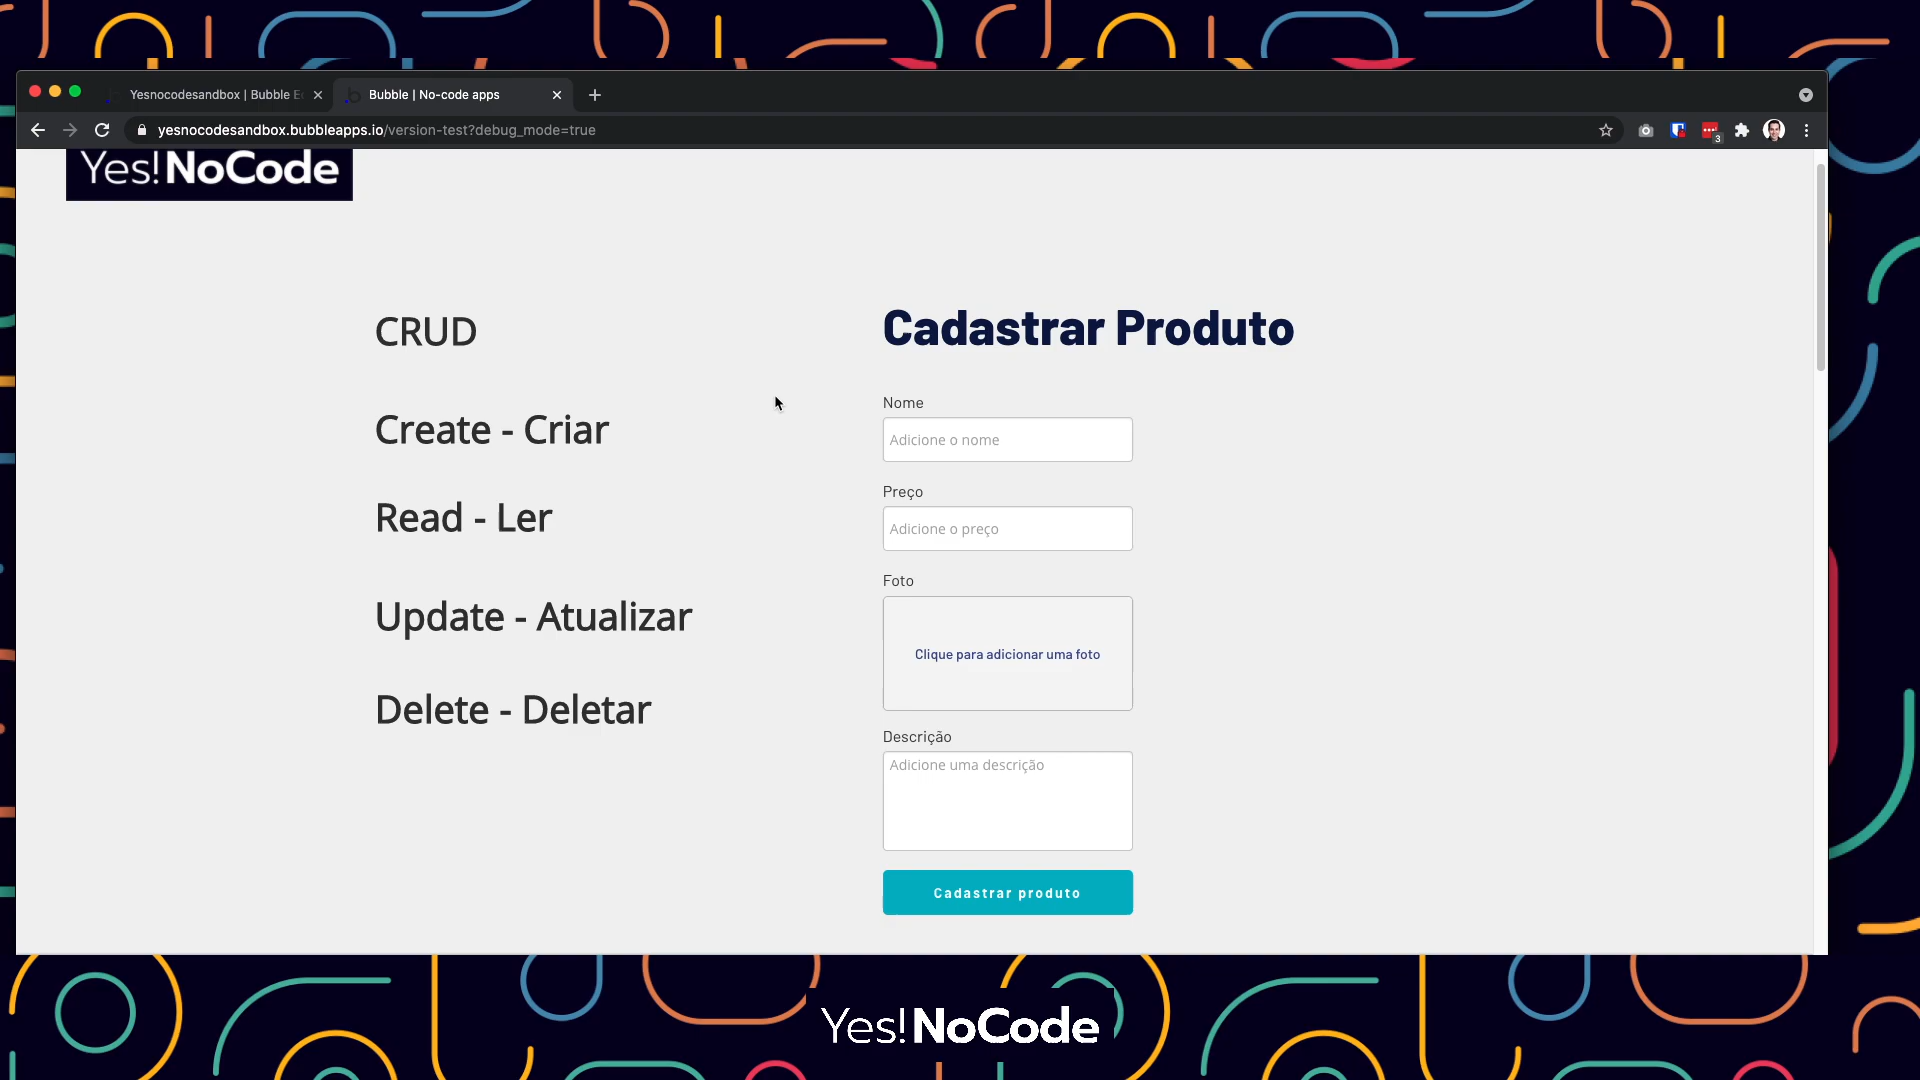 Yesnocodesandbox | Bubble E
Bubble | No-code apps
yesnocodesandbox.bubbleapps.io/version-test?debug_mode=true
3
Yes!NoCode
CRUD
Create - Criar
Read - Ler
Update - Atualizar
Delete - Deletar
Cadastrar Produto
Nome
Adicione o nome
Preço
Adicione o preço
Foto
Clique para adicionar uma foto
Descrição
Adicione uma descrição
Cadastrar produto
Yes!NoCode